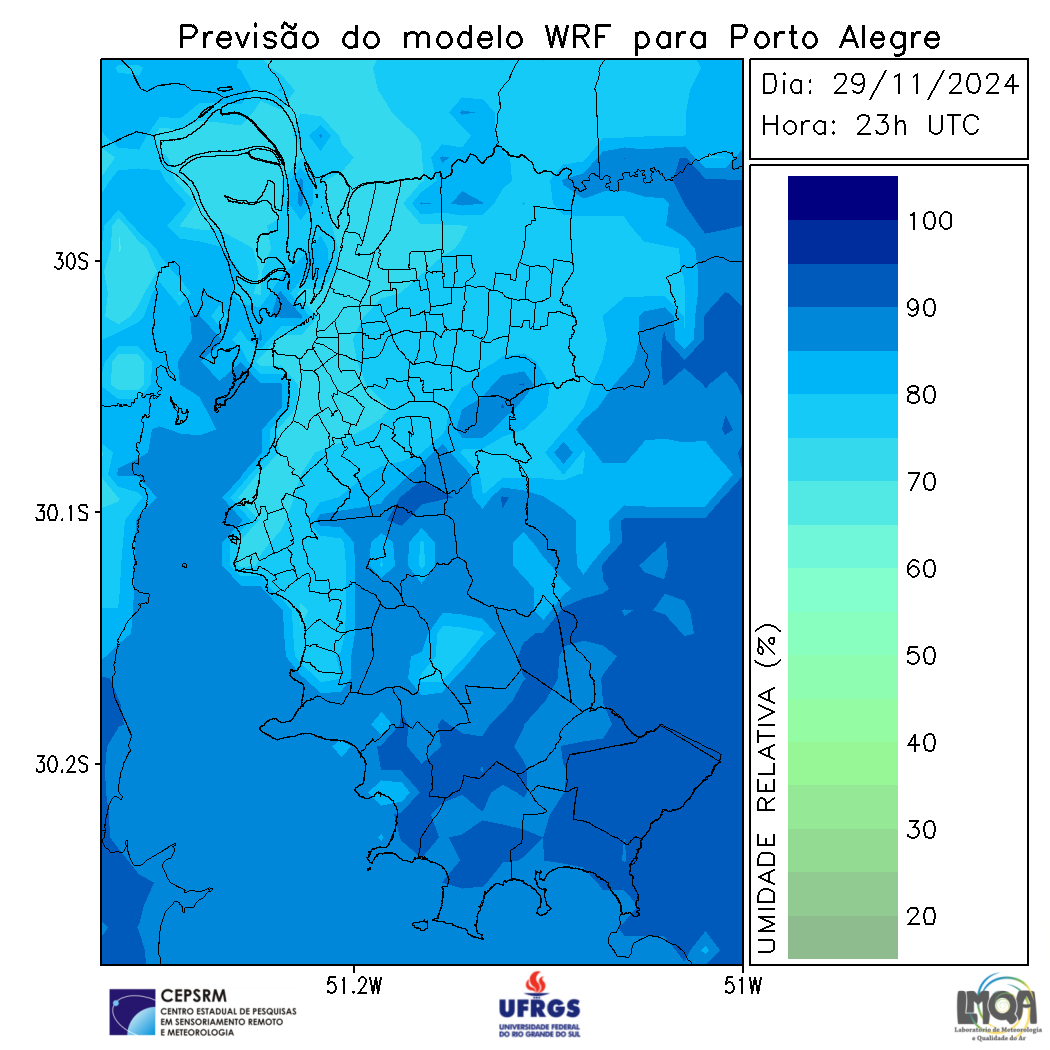 Previsão do modelo WRF para Porto Alegre
Dia: 29/11/2024
Hora: 23h UTC
30S
30.1S
30.2S
51.2W
51W
100
90
80
70
60
50
40
30
20
UMIDADE RELATIVA (%)
CEPSRM
CENTRO ESTADUAL DE PESQUISAS
EM SENSORIAMENTO REMOTO
E METEOROLOGIA
UFRGS
UNIVERSIDADE FEDERAL
DO RIO GRANDE DO SUL
LMQA
Laboratório de Meteorologia
e Qualidade do Ar